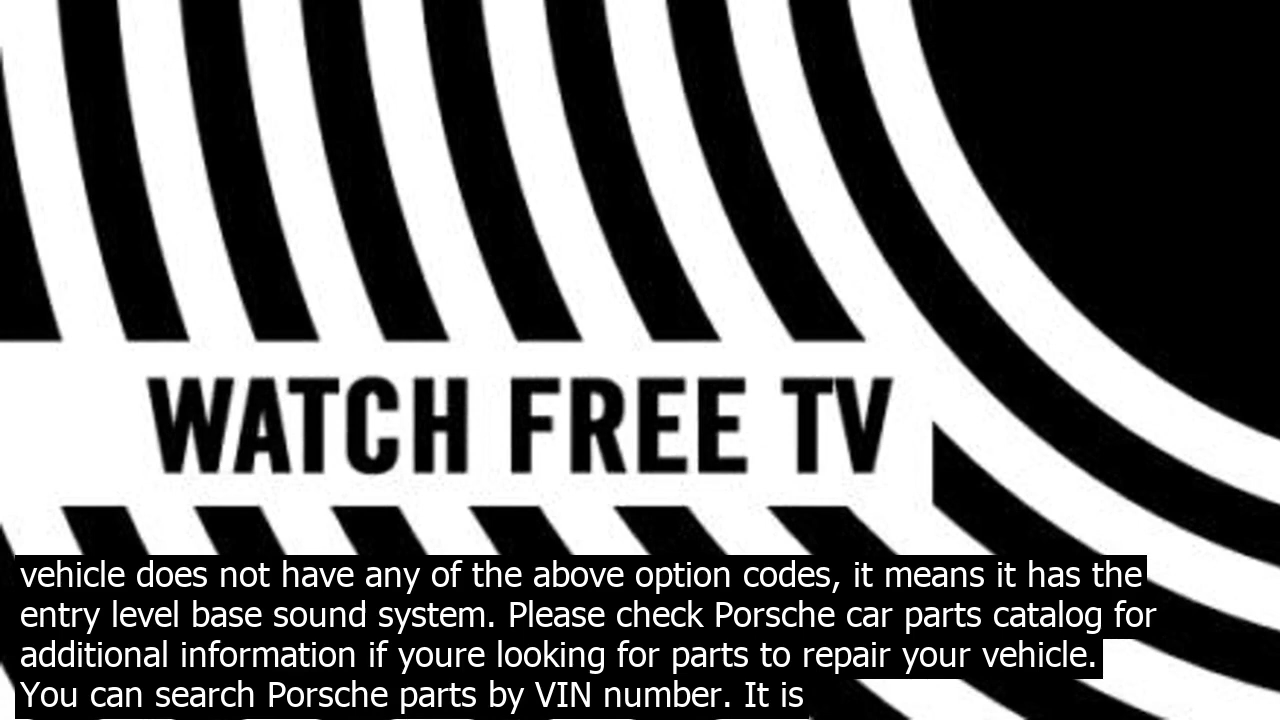 WATCH FREE TV
vehicle does not have any of the above option codes, it means it has the
entry level base sound system. Please check Porsche car parts catalog for
additional information if youre looking for parts to repair your vehicle.
You can search Porsche parts by VIN number. It is